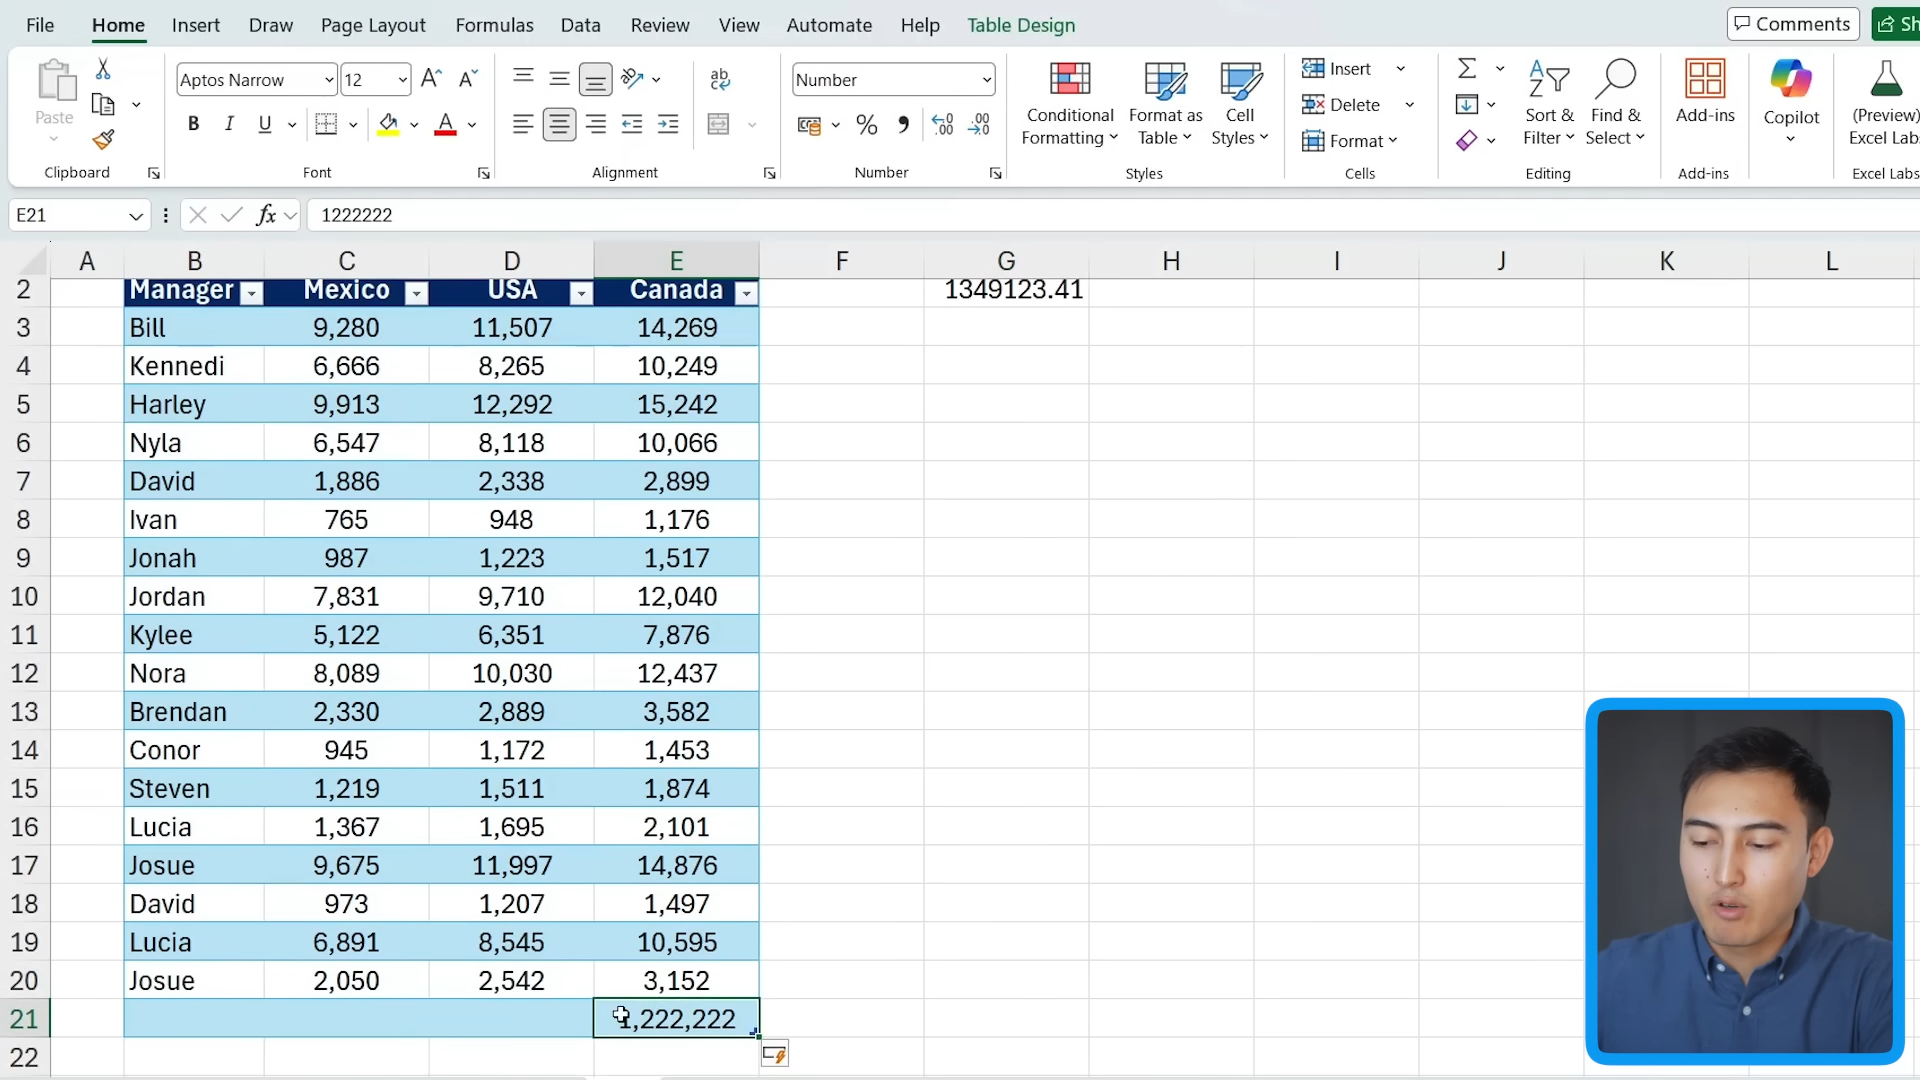 File Home Insert Draw Page Layout Formulas Data Review View Automate Help Table Design Comments Sh
Paste
Clipboard
Aptos Narrow 12
B I U
Font
ab
Alignment
Number
%
Number
Conditional Formatting
Format as Table
Cell Styles
Styles
Insert
Delete
Format
Cells
Sort & Filter
Find & Select
Editing
Add-ins
Add-ins
Copilot
(Preview)
Excel Lab
Excel Labs
E21 fx 1222222
A B C D E F G H I J K L
2 Manager Mexico USA Canada 1349123.41
3 Bill 9,280 11,507 14,269
4 Kennedi 6,666 8,265 10,249
5 Harley 9,913 12,292 15,242
6 Nyla 6,547 8,118 10,066
7 David 1,886 2,338 2,899
8 Ivan 765 948 1,176
9 Jonah 987 1,223 1,517
10 Jordan 7,831 9,710 12,040
11 Kylee 5,122 6,351 7,876
12 Nora 8,089 10,030 12,437
13 Brendan 2,330 2,889 3,582
14 Conor 945 1,172 1,453
15 Steven 1,219 1,511 1,874
16 Lucia 1,367 1,695 2,101
17 Josue 9,675 11,997 14,876
18 David 973 1,207 1,497
19 Lucia 6,891 8,545 10,595
20 Josue 2,050 2,542 3,152
21 1,222,222
22